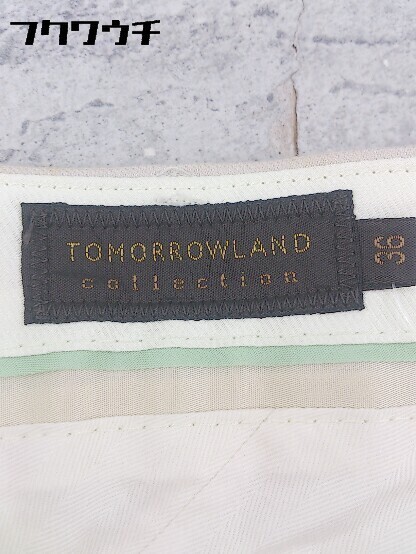 フクワウチ
TOMORROWLAND
collection
36